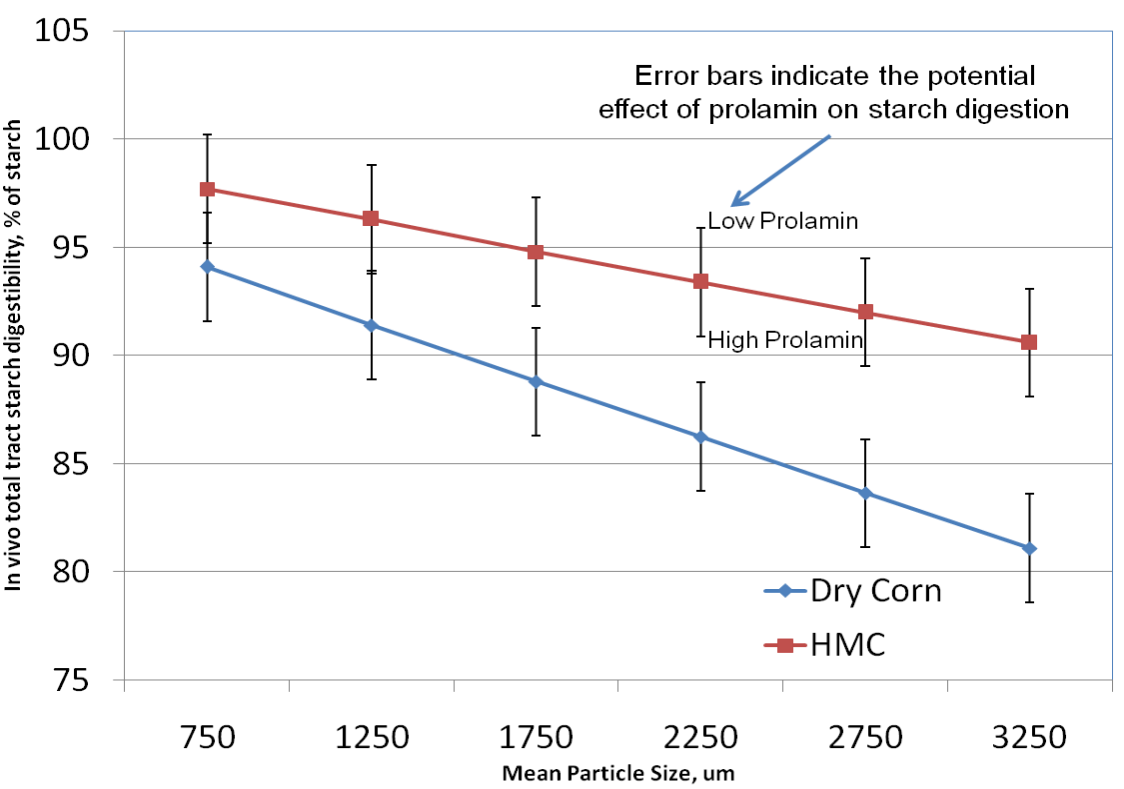 In vivo total tract starch digestibility, % of starch
105
100
95
90
85
80
75
Error bars indicate the potential
effect of prolamin on starch digestion
Low Prolamin
High Prolamin
Dry Corn
HMC
750 1250 1750 2250 2750 3250
Mean Particle Size, um